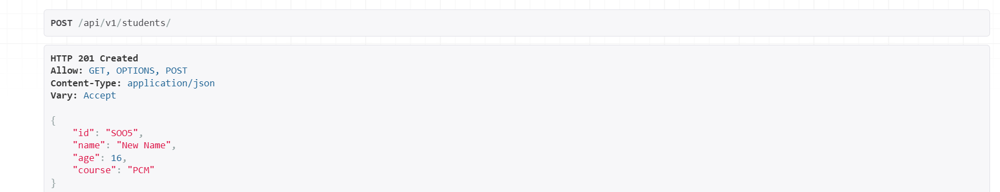 POST /api/v1/students/
HTTP 201 Created
Allow: GET, OPTIONS, POST
Content-Type: application/json
Vary: Accept
{
    "id": "SOO5",
    "name": "New Name",
    "age": 16,
    "course": "PCM"
}